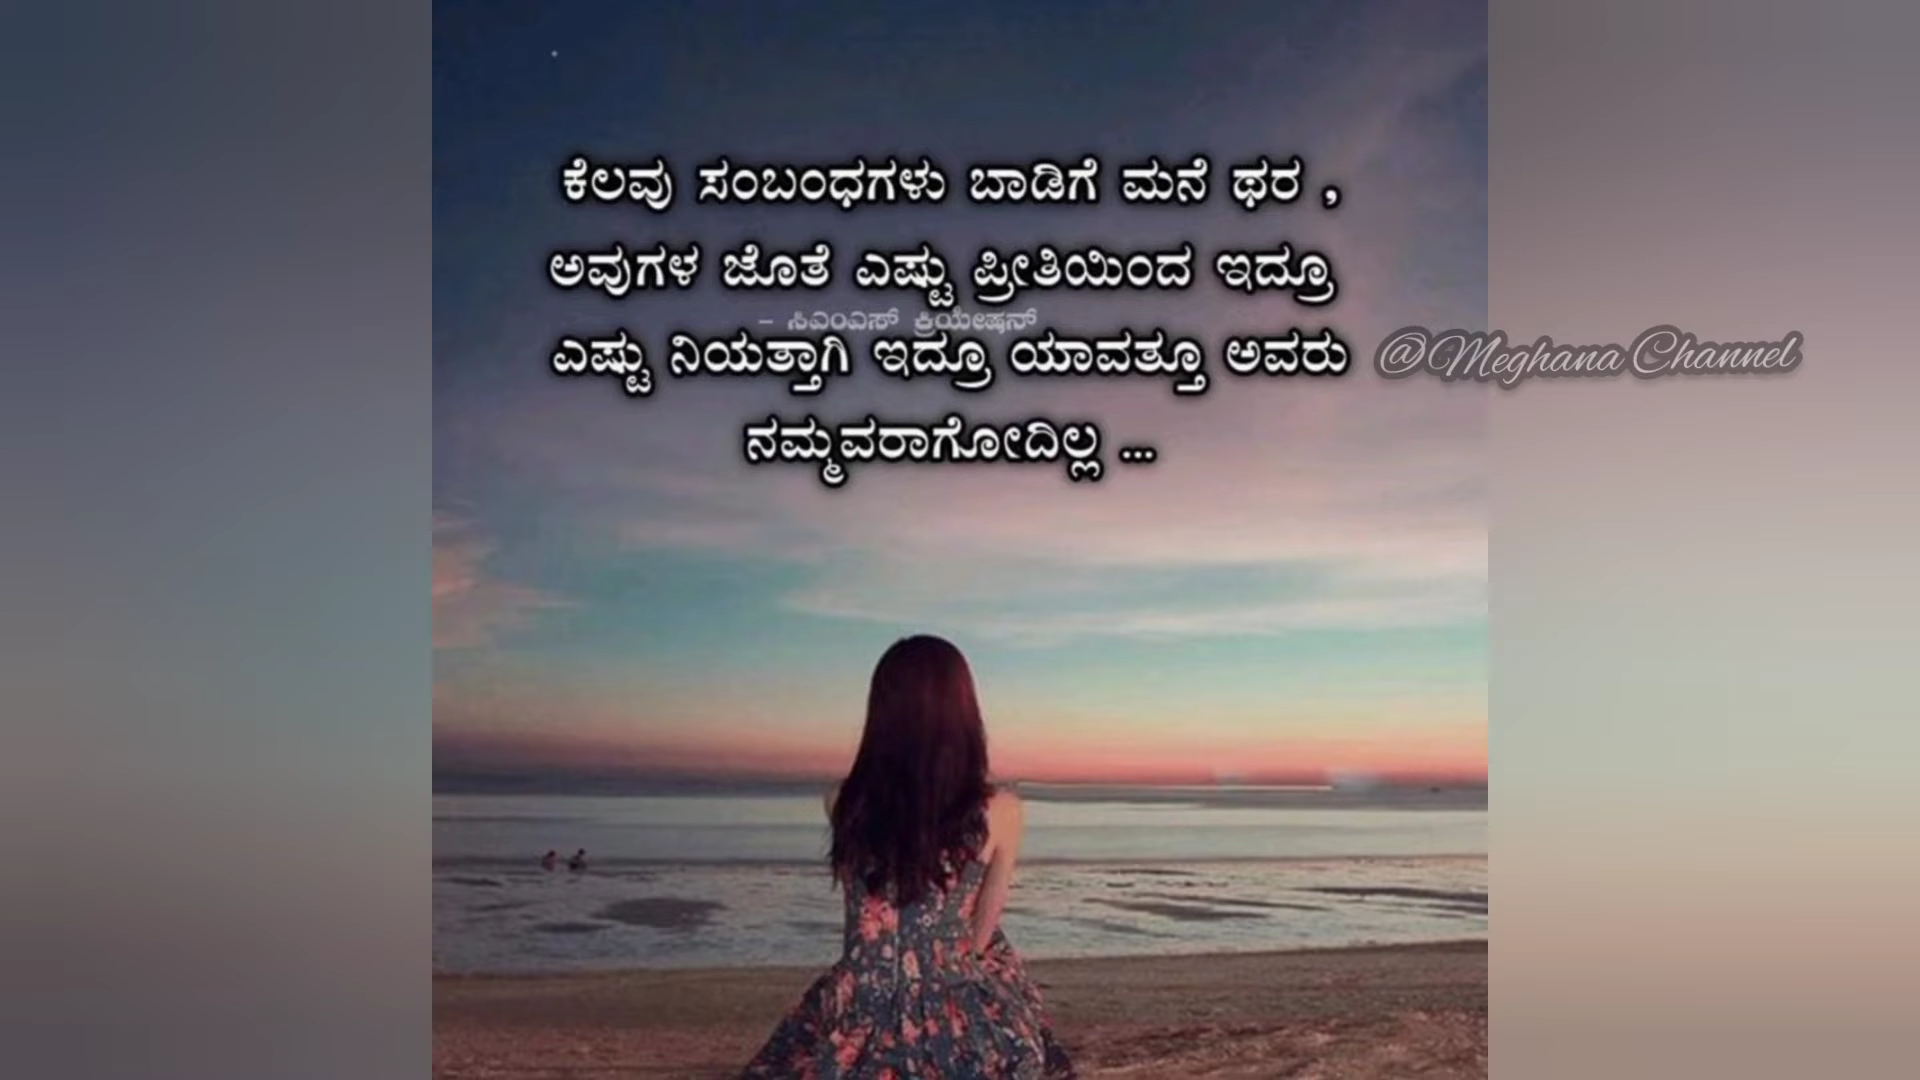 ಕೆಲವು ಸಂಬಂಧಗಳು ಬಾಡಿಗೆ ಮನೆ ಥರ ,
ಅವುಗಳ ಜೊತೆ ಎಷ್ಟು ಪ್ರೀತಿಯಿಂದ ಇದ್ರೂ
– ಸಿಎಂಎಸ್ ಕ್ರಿಯೇಷನ್
ಎಷ್ಟು ನಿಯತ್ತಾಗಿ ಇದ್ರೂ ಯಾವತ್ತೂ ಅವರು
@Meghana Channel
ನಮ್ಮವರಾಗೋದಿಲ್ಲ ...